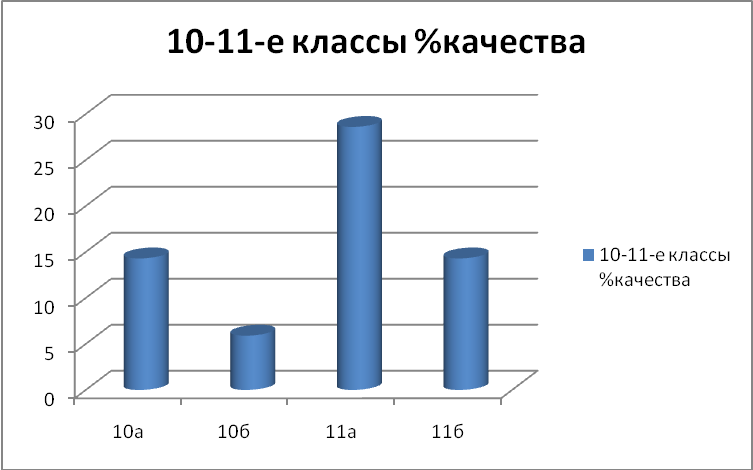 10-11-е классы %качества
30
25
20
15
10
5
0
10а
10б
11а
11б
10-11-е классы
%качества